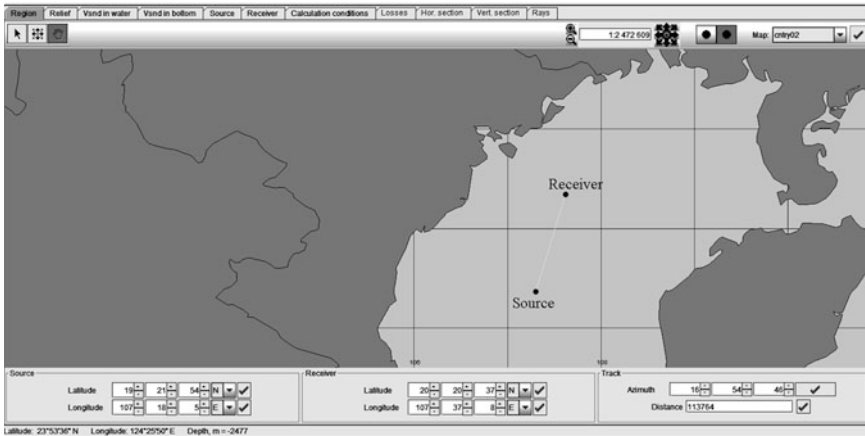 Region Relief Vsnd in water Vsnd in bottom Source Receiver Calculation conditions Losses Hor. section Vert. section Rays
1:2 472 609 Map: cntry02
Receiver
Source
100 100
Source Receiver Track
Latitude 19 21 54 N Latitude 20 20 37 N Azimuth 16 54 46
Longitude 107 18 5 E Longitude 107 37 8 E Distance 113764
Latitude: 23°53'36" N Longitude: 124°25'50" E Depth, m = -2477